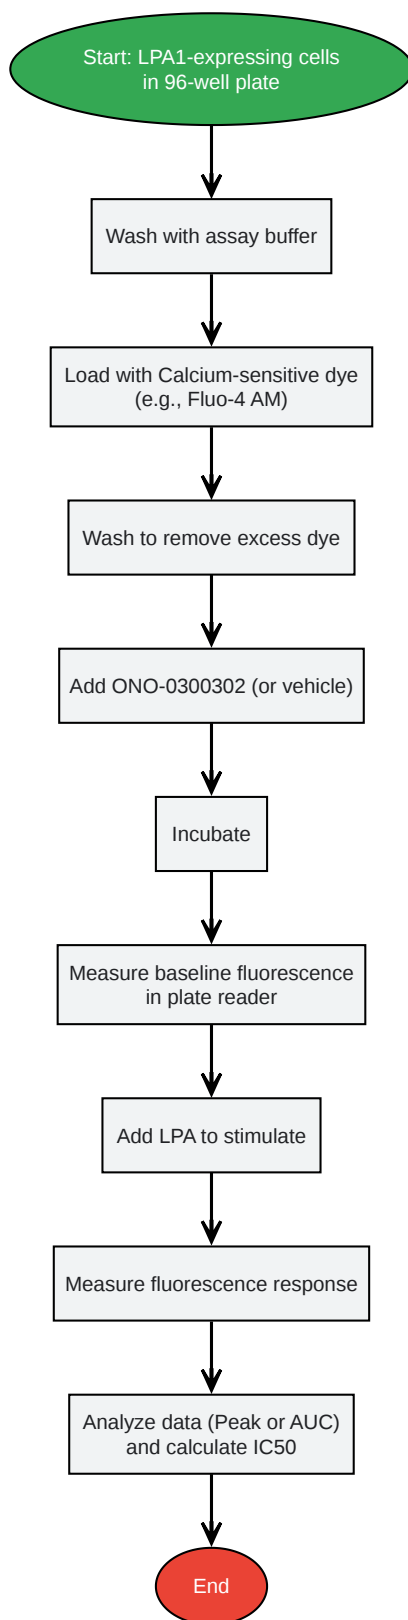 Start: LPA1-expressing cells
in 96-well plate
Wash with assay buffer
Load with Calcium-sensitive dye
(e.g., Fluo-4 AM)
Wash to remove excess dye
Add ONO-0300302 (or vehicle)
Incubate
Measure baseline fluorescence
in plate reader
Add LPA to stimulate
Measure fluorescence response
Analyze data (Peak or AUC)
and calculate IC50
End